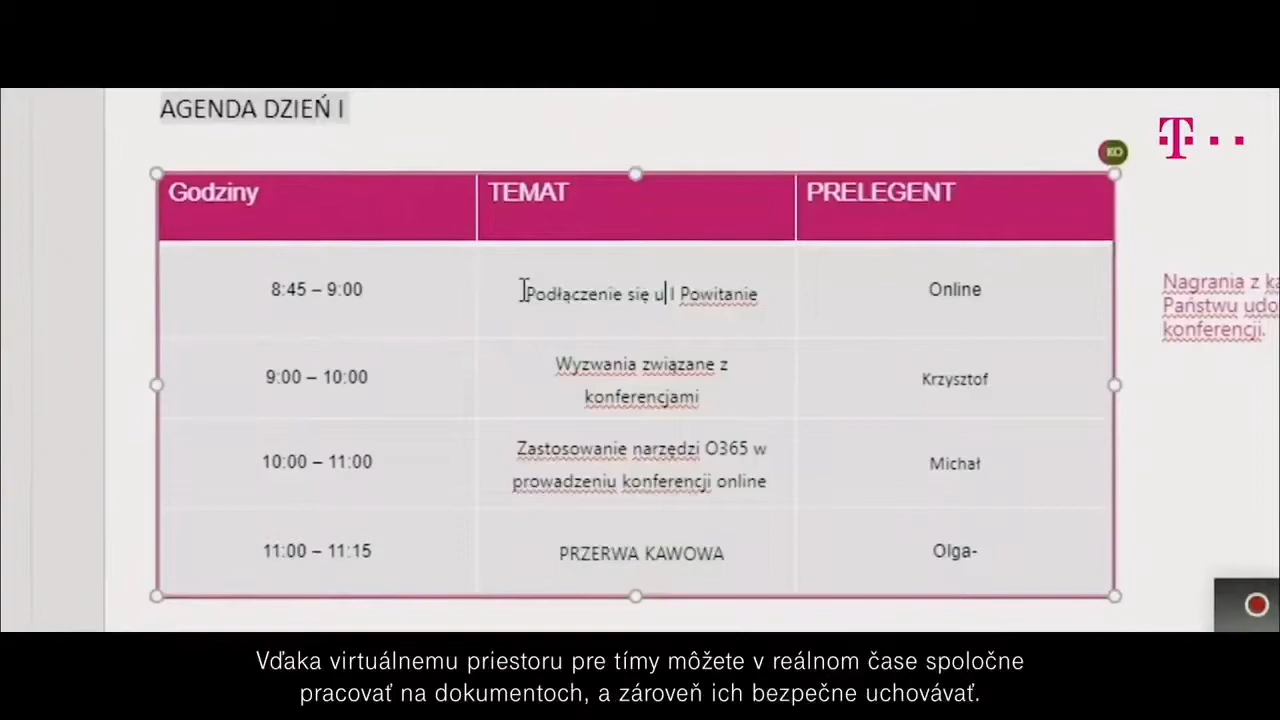 AGENDA DZIEŃ I
KO
T
Godziny TEMAT PRELEGENT
8:45 – 9:00 Podłączenie się u I Powitanie Online
9:00 – 10:00 Wyzwania związane z
konferencjami Krzysztof
10:00 – 11:00 Zastosowanie narzędzi O365 w
prowadzeniu konferencji online Michał
11:00 – 11:15 PRZERWA KAWOWA Olga-
Nagrania z
Państwu
konferencji.
Vďaka virtuálnemu priestoru pre tímy môžete v reálnom čase spoločne
pracovať na dokumentoch, a zároveň ich bezpečne uchovávať.